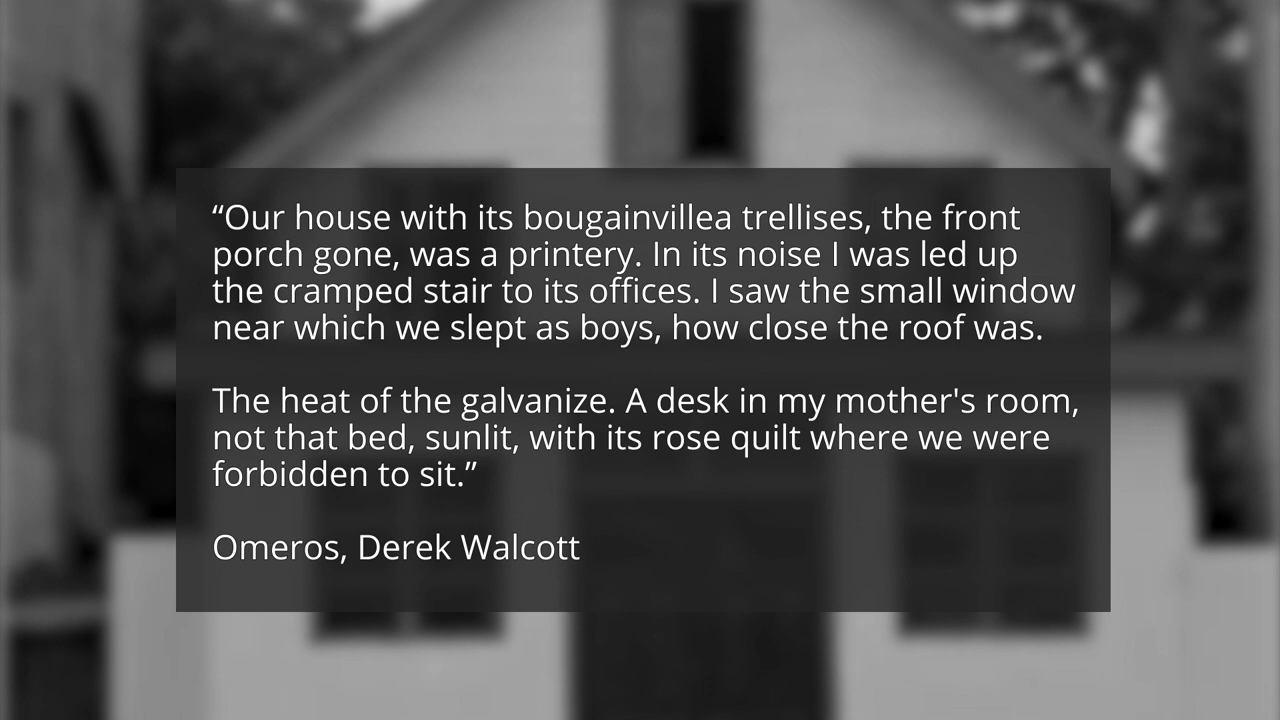 “Our house with its bougainvillea trellises, the front
porch gone, was a printery. In its noise I was led up
the cramped stair to its offices. I saw the small window
near which we slept as boys, how close the roof was.
The heat of the galvanize. A desk in my mother's room,
not that bed, sunlit, with its rose quilt where we were
forbidden to sit.”
Omeros, Derek Walcott